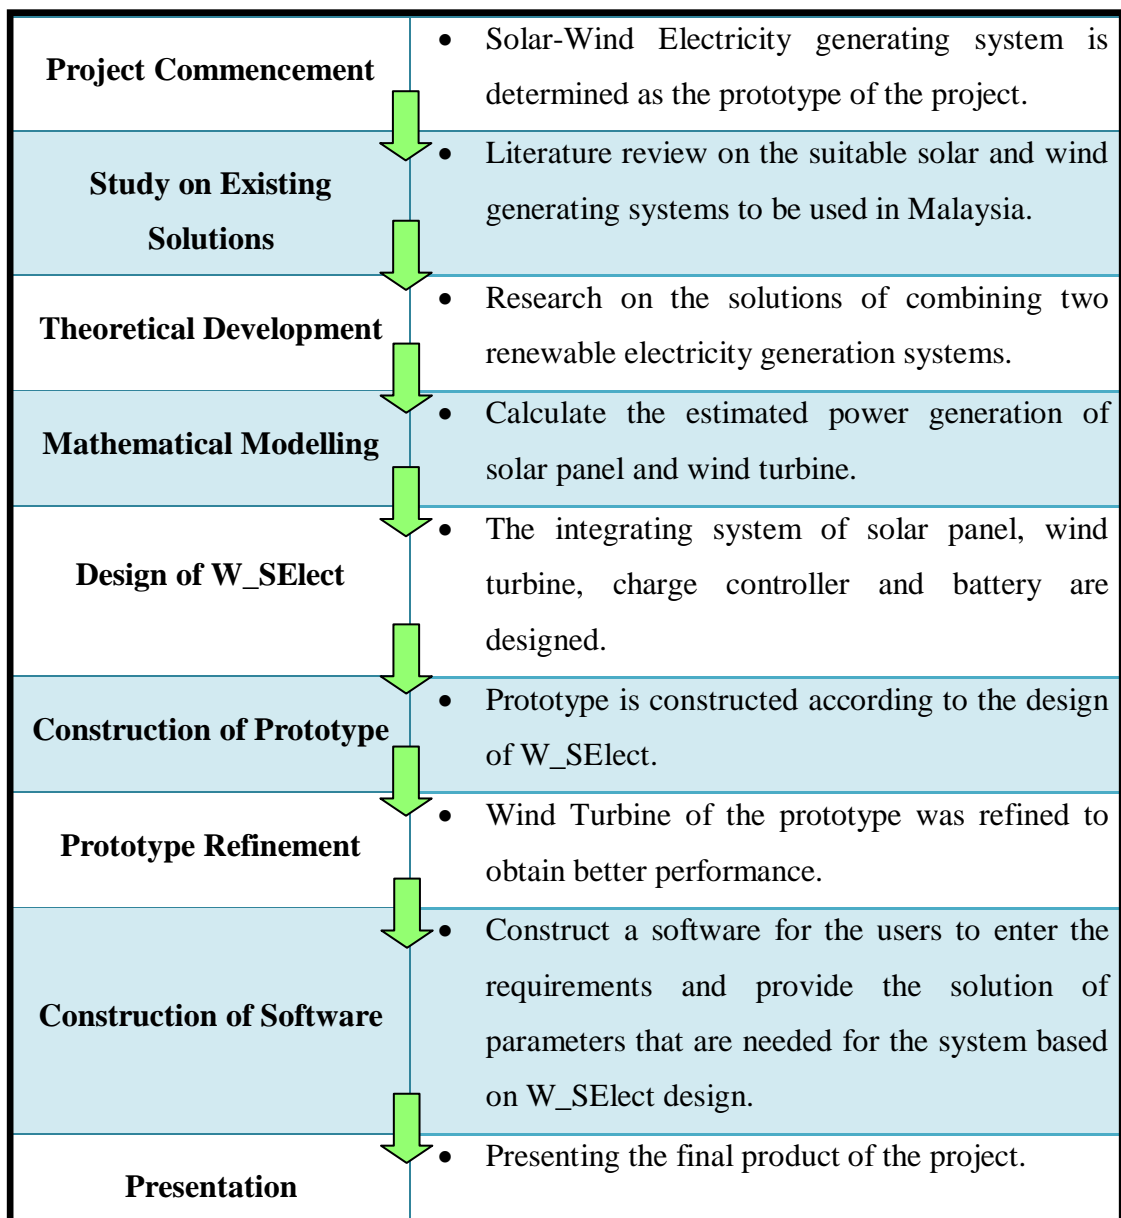 Project Commencement
• Solar-Wind Electricity generating system is
determined as the prototype of the project.
Study on Existing
Solutions
• Literature review on the suitable solar and wind
generating systems to be used in Malaysia.
Theoretical Development
• Research on the solutions of combining two
renewable electricity generation systems.
Mathematical Modelling
• Calculate the estimated power generation of
solar panel and wind turbine.
Design of W_SElect
• The integrating system of solar panel, wind
turbine, charge controller and battery are
designed.
Construction of Prototype
• Prototype is constructed according to the design
of W_SElect.
Prototype Refinement
• Wind Turbine of the prototype was refined to
obtain better performance.
Construction of Software
• Construct a software for the users to enter the
requirements and provide the solution of
parameters that are needed for the system based
on W_SElect design.
Presentation
• Presenting the final product of the project.